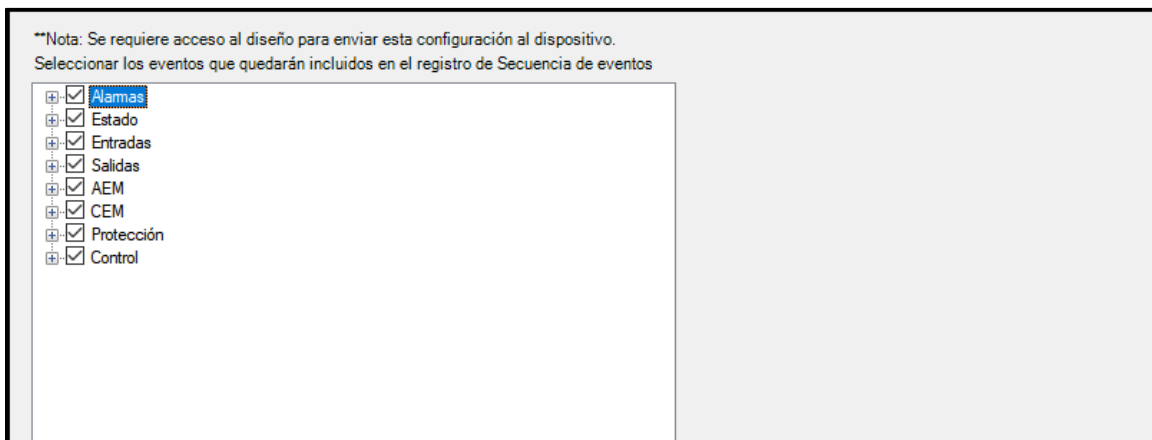 **Nota: Se requiere acceso al diseño para enviar esta configuración al dispositivo.
Seleccionar los eventos que quedarán incluidos en el registro de Secuencia de eventos
Alarmas
Estado
Entradas
Salidas
AEM
CEM
Protección
Control